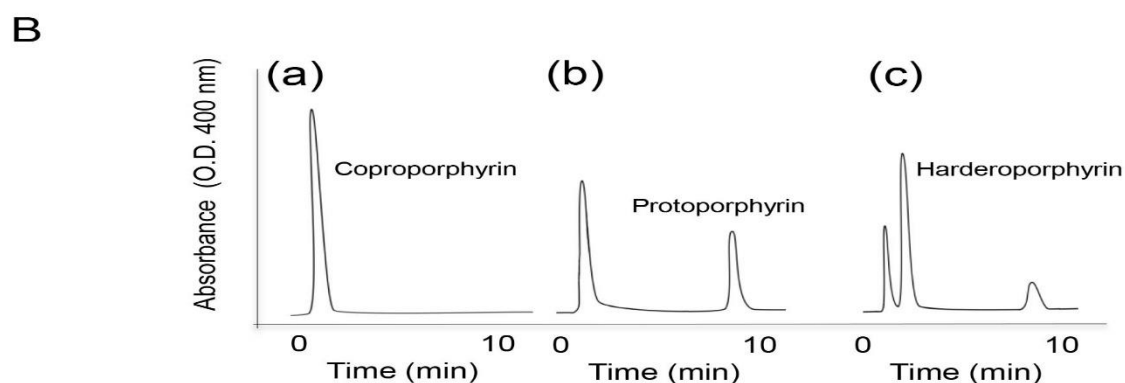 B
(a)
(b)
(c)
Absorbance (O.D. 400 nm)
Coproporphyrin
Protoporphyrin
Harderoporphyrin
0 10 0 10 0 10
Time (min) Time (min) Time (min)